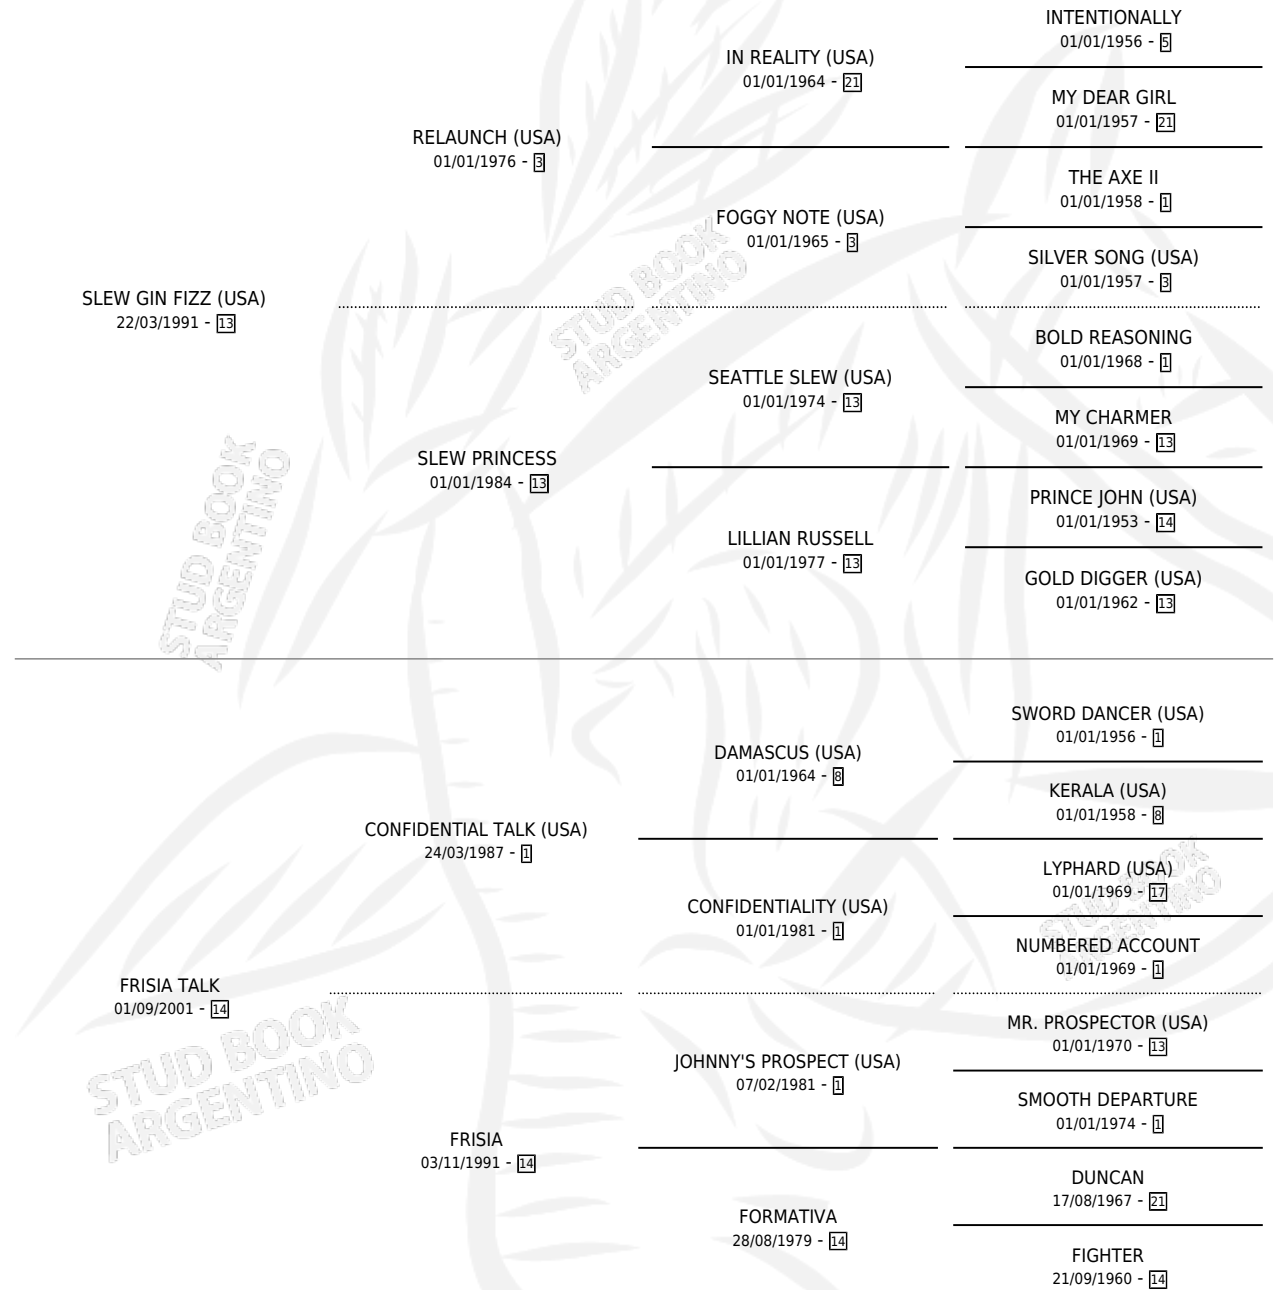 INTENTIONALLY
01/01/1956 - 5
IN REALITY (USA)
01/01/1964 - 21
MY DEAR GIRL
01/01/1957 - 21
RELAUNCH (USA)
01/01/1976 - 3
THE AXE II
01/01/1958 - 1
FOGGY NOTE (USA)
01/01/1965 - 3
SILVER SONG (USA)
01/01/1957 - 3
SLEW GIN FIZZ (USA)
22/03/1991 - 13
BOLD REASONING
01/01/1968 - 1
SEATTLE SLEW (USA)
01/01/1974 - 13
MY CHARMER
01/01/1969 - 13
SLEW PRINCESS
01/01/1984 - 13
PRINCE JOHN (USA)
01/01/1953 - 14
LILLIAN RUSSELL
01/01/1977 - 13
GOLD DIGGER (USA)
01/01/1962 - 13
SWORD DANCER (USA)
01/01/1956 - 1
DAMASCUS (USA)
01/01/1964 - 8
KERALA (USA)
01/01/1958 - 8
CONFIDENTIAL TALK (USA)
24/03/1987 - 1
LYPHARD (USA)
01/01/1969 - 17
CONFIDENTIALITY (USA)
01/01/1981 - 1
NUMBERED ACCOUNT
01/01/1969 - 1
FRISIA TALK
01/09/2001 - 14
MR. PROSPECTOR (USA)
01/01/1970 - 13
JOHNNY'S PROSPECT (USA)
07/02/1981 - 1
SMOOTH DEPARTURE
01/01/1974 - 1
FRISIA
03/11/1991 - 14
DUNCAN
17/08/1967 - 21
FORMATIVA
28/08/1979 - 14
FIGHTER
21/09/1960 - 14
STUD BOOK
ARGENTINO
STUD BOOK
ARGENTINO
STUD BOOK
ARGENTINO
STUD BOOK
ARGENTINO